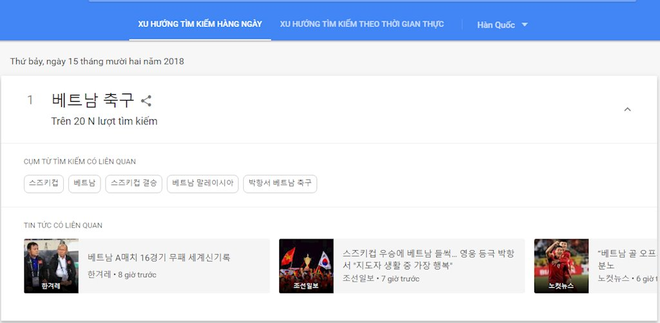 XU HƯỚNG TÌM KIẾM HÀNG NGÀY
XU HƯỚNG TÌM KIẾM THEO THỜI GIAN THỰC
Hàn Quốc
Thứ bảy, ngày 15 tháng mười hai năm 2018
1
베트남 축구
Trên 20 N lượt tìm kiếm
CỤM TỪ TÌM KIẾM CÓ LIÊN QUAN
스즈키컵
베트남
스즈키컵 결승
베트남 말레이시아
박항서 베트남 축구
TIN TỨC CÓ LIÊN QUAN
한겨레
베트남 A매치 16경기 무패 세계신기록
한겨레 • 8 giờ trước
조선일보
스즈키컵 우승에 베트남 들썩... 영웅 등극 박항
서 "지도자 생활 중 가장 행복"
조선일보 • 7 giờ trước
노컷뉴스
"베트남 골 오프
분노
노컷뉴스 • 6 giờ t